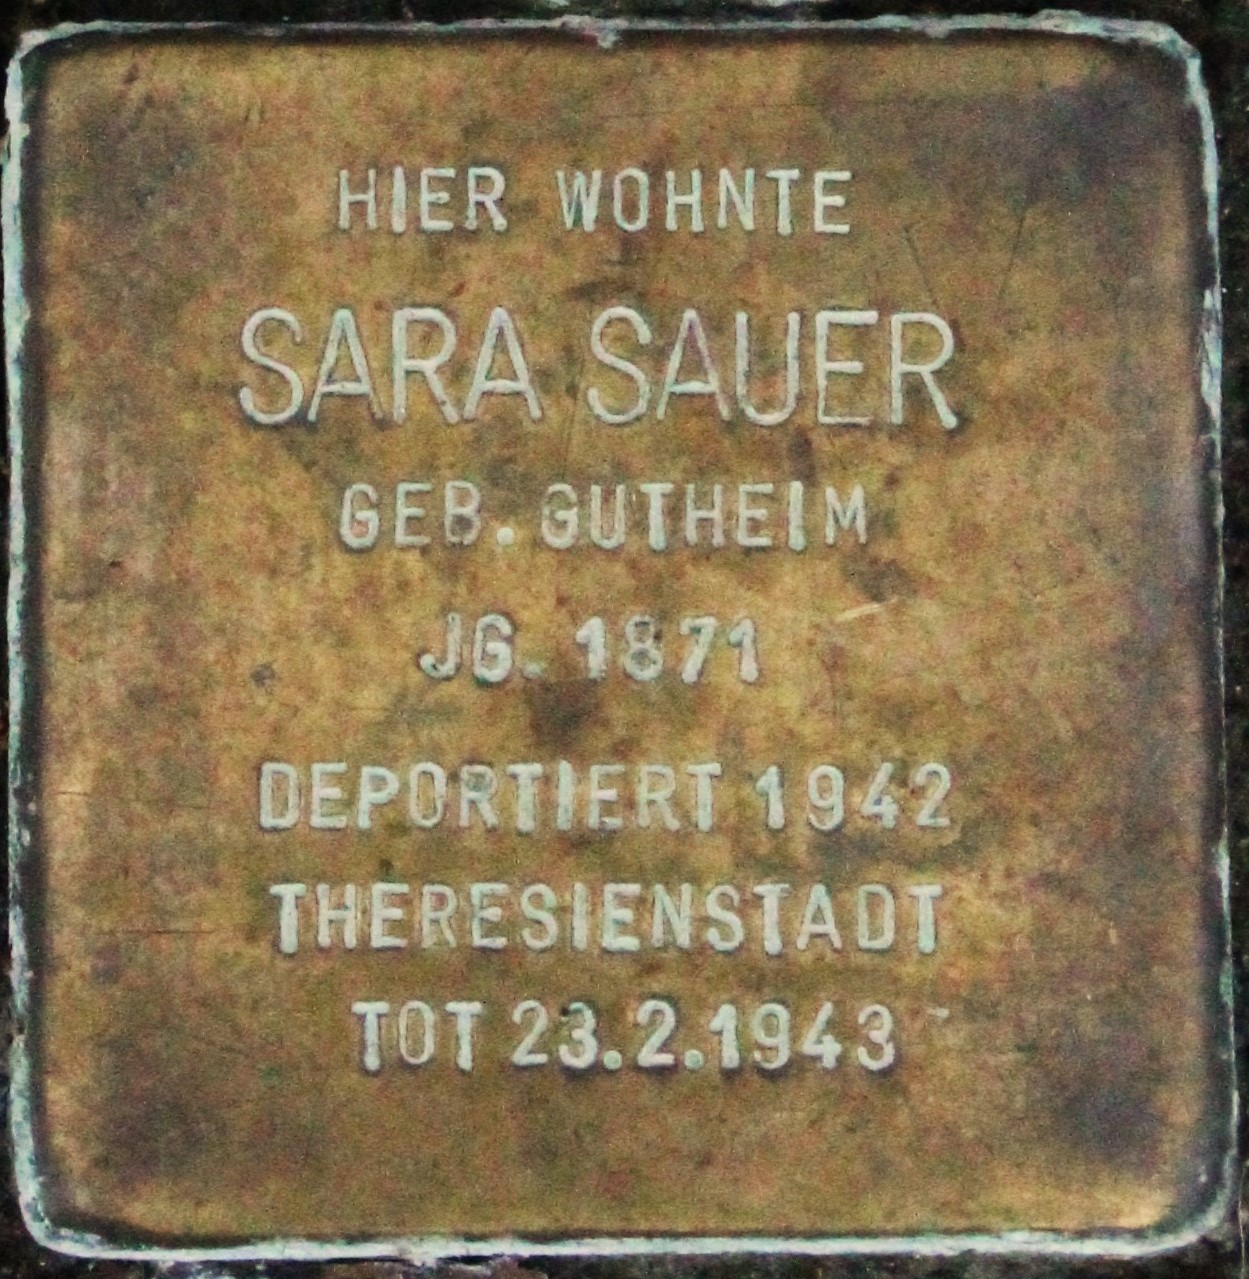 HIER WOHNTE
SARA SAUER
GEB. GUTHEIM
JG. 1871
DEPORTIERT 1942
THERESIENSTADT
TOT 23.2.1943